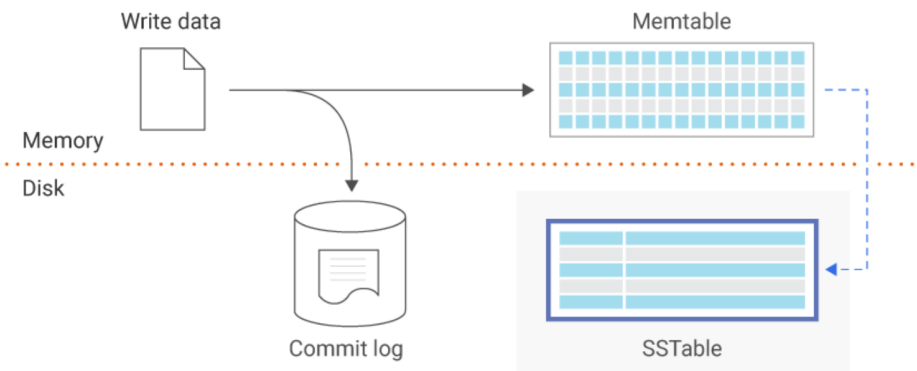 Write data
Memtable
Memory
Disk
Commit log
SSTable